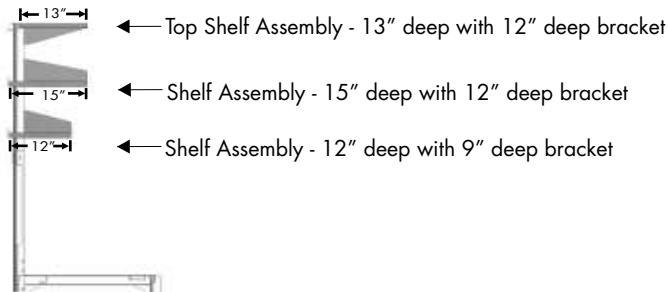 13”
Top Shelf Assembly - 13” deep with 12” deep bracket
15”
Shelf Assembly - 15” deep with 12” deep bracket
12”
Shelf Assembly - 12” deep with 9” deep bracket